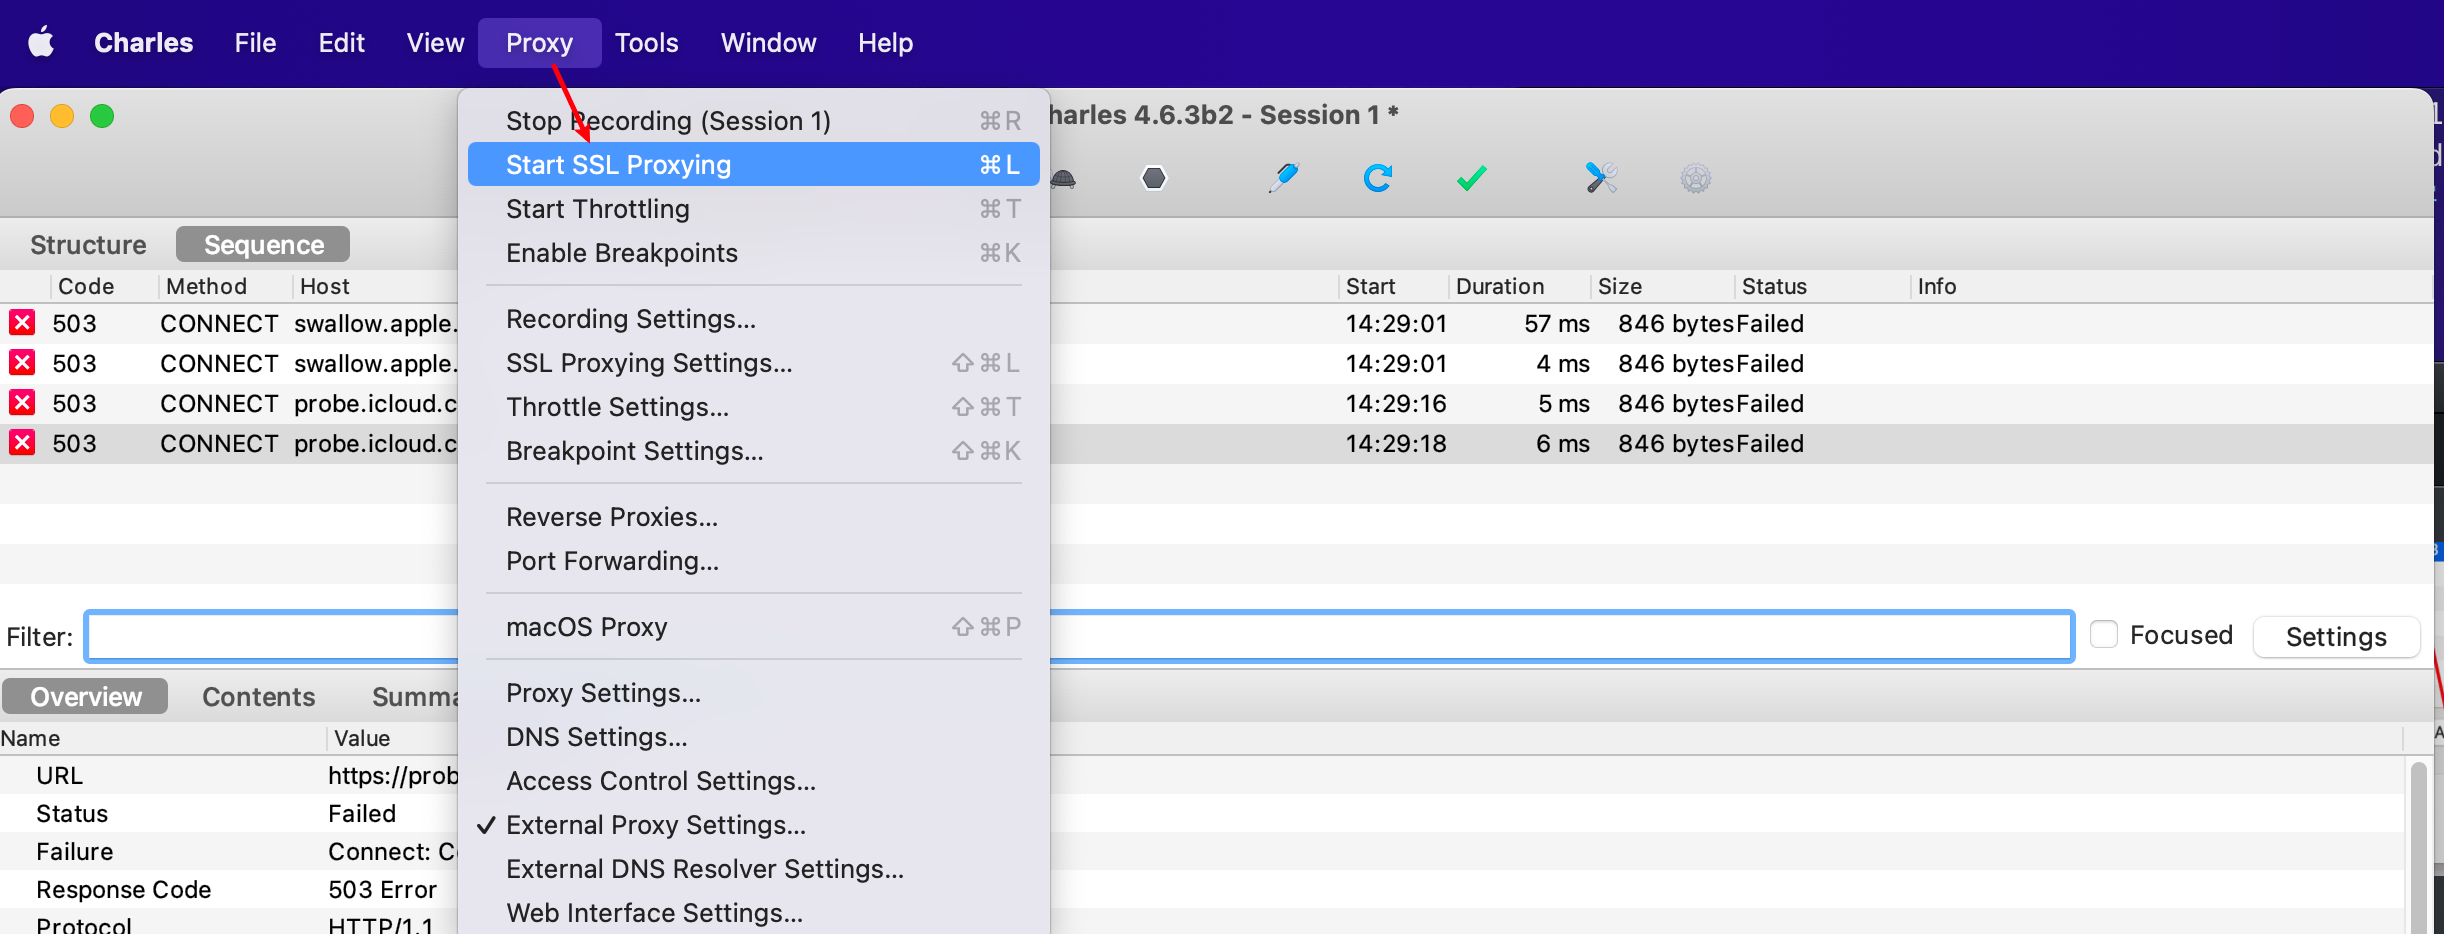 Charles File Edit View Proxy Tools Window Help
harles 4.6.3b2 - Session 1 *
Stop Recording (Session 1) ⌘R
Start SSL Proxying ⌘L
Start Throttling ⌘T
Enable Breakpoints ⌘K
Recording Settings...
SSL Proxying Settings... ⇧⌘L
Throttle Settings... ⇧⌘T
Breakpoint Settings... ⇧⌘K
Reverse Proxies...
Port Forwarding...
macOS Proxy ⇧⌘P
Proxy Settings...
DNS Settings...
Access Control Settings...
✓ External Proxy Settings...
External DNS Resolver Settings...
Web Interface Settings...
Structure Sequence
Code Method Host Start Duration Size Status Info
503 CONNECT swallow.apple. 14:29:01 57 ms 846 bytes Failed
503 CONNECT swallow.apple. 14:29:01 4 ms 846 bytes Failed
503 CONNECT probe.icloud.c 14:29:16 5 ms 846 bytes Failed
503 CONNECT probe.icloud.c 14:29:18 6 ms 846 bytes Failed
Filter: Focused Settings
Overview Contents Summa
Name Value
URL https://prob
Status Failed
Failure Connect: C
Response Code 503 Error
Protocol HTTP/1.1